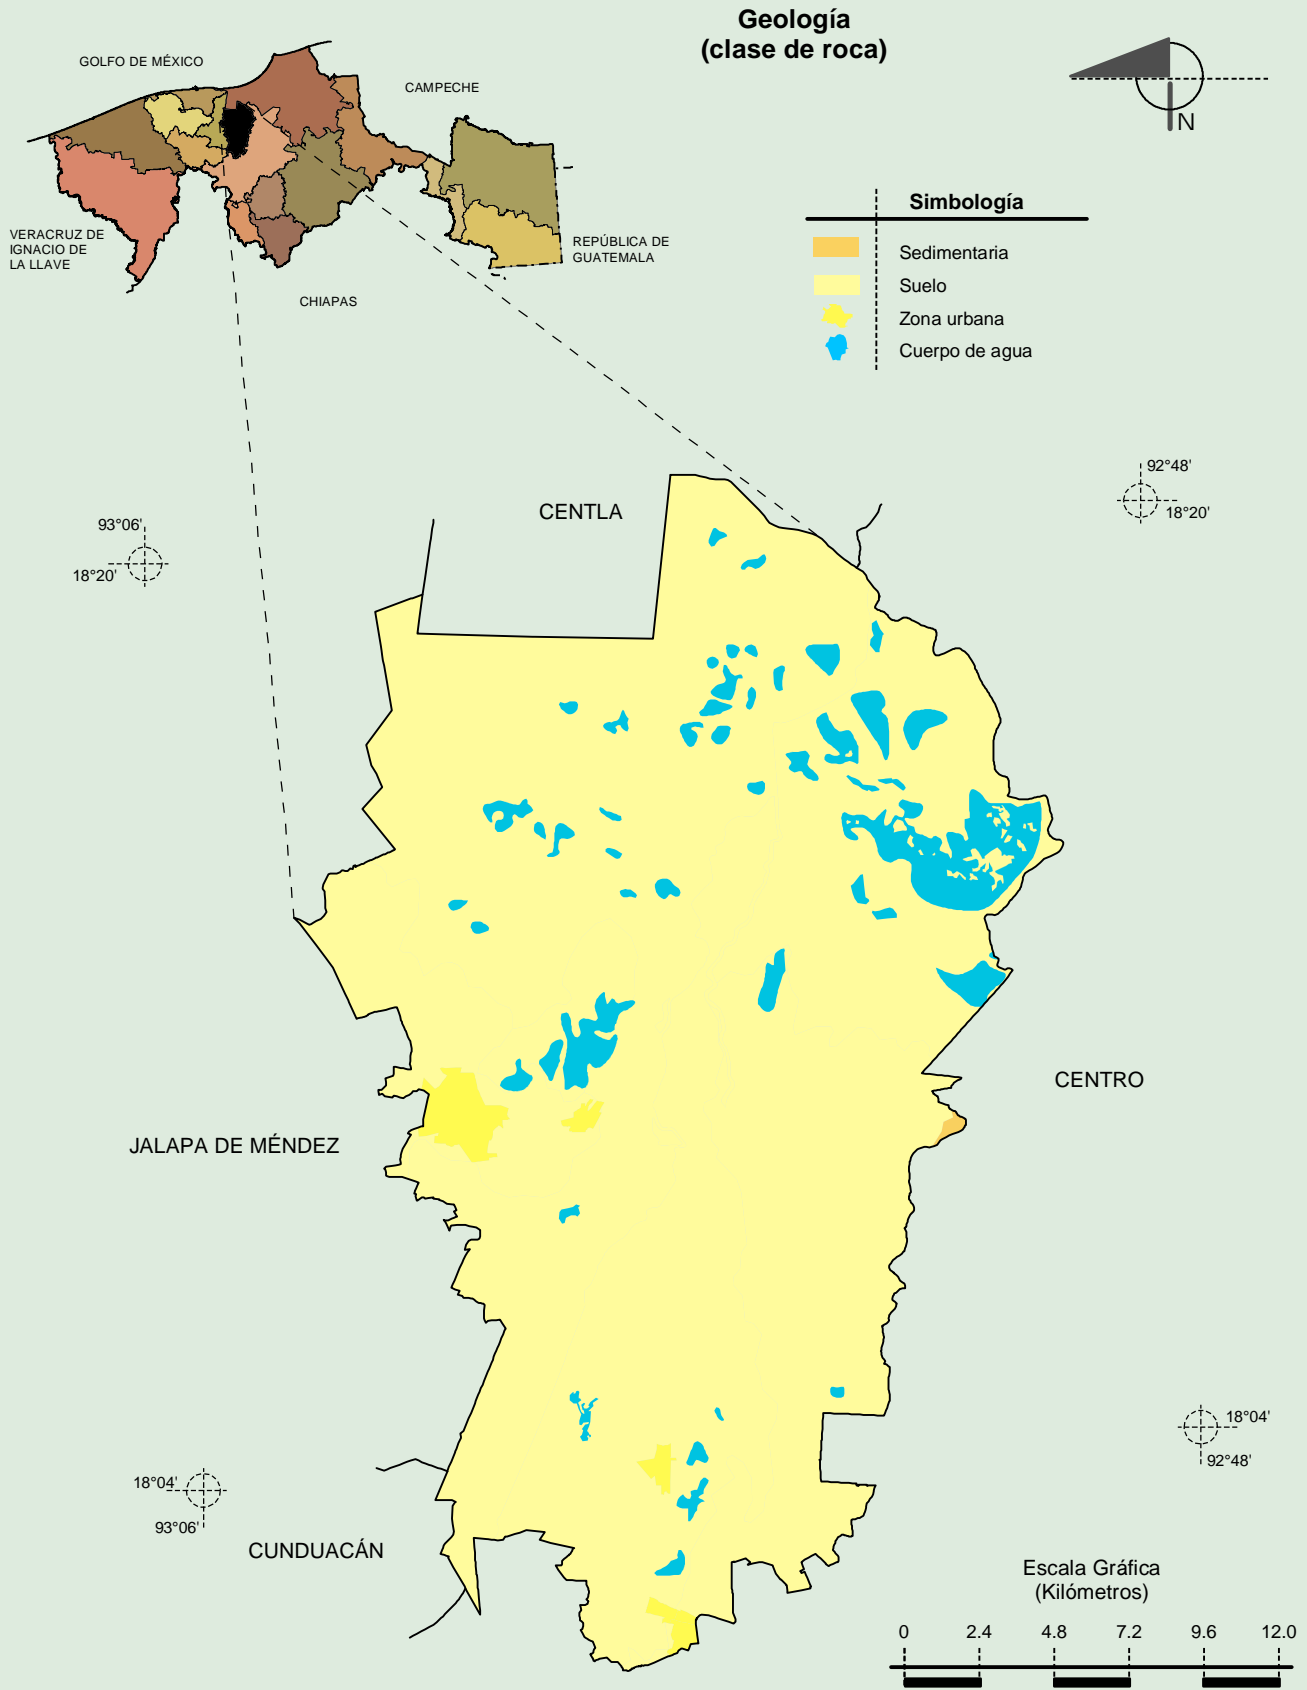 Geología
(clase de roca)
GOLFO DE MÉXICO
CAMPECHE
N
VERACRUZ DE
IGNACIO DE
LA LLAVE
REPÚBLICA DE
GUATEMALA
CHIAPAS
Simbología
Sedimentaria
Suelo
Zona urbana
Cuerpo de agua
92°48'
18°20'
93°06'
18°20'
CENTLA
CENTRO
JALAPA DE MÉNDEZ
18°04'
92°48'
18°04'
93°06'
CUNDUACÁN
Escala Gráfica
(Kilómetros)
0 2.4 4.8 7.2 9.6 12.0